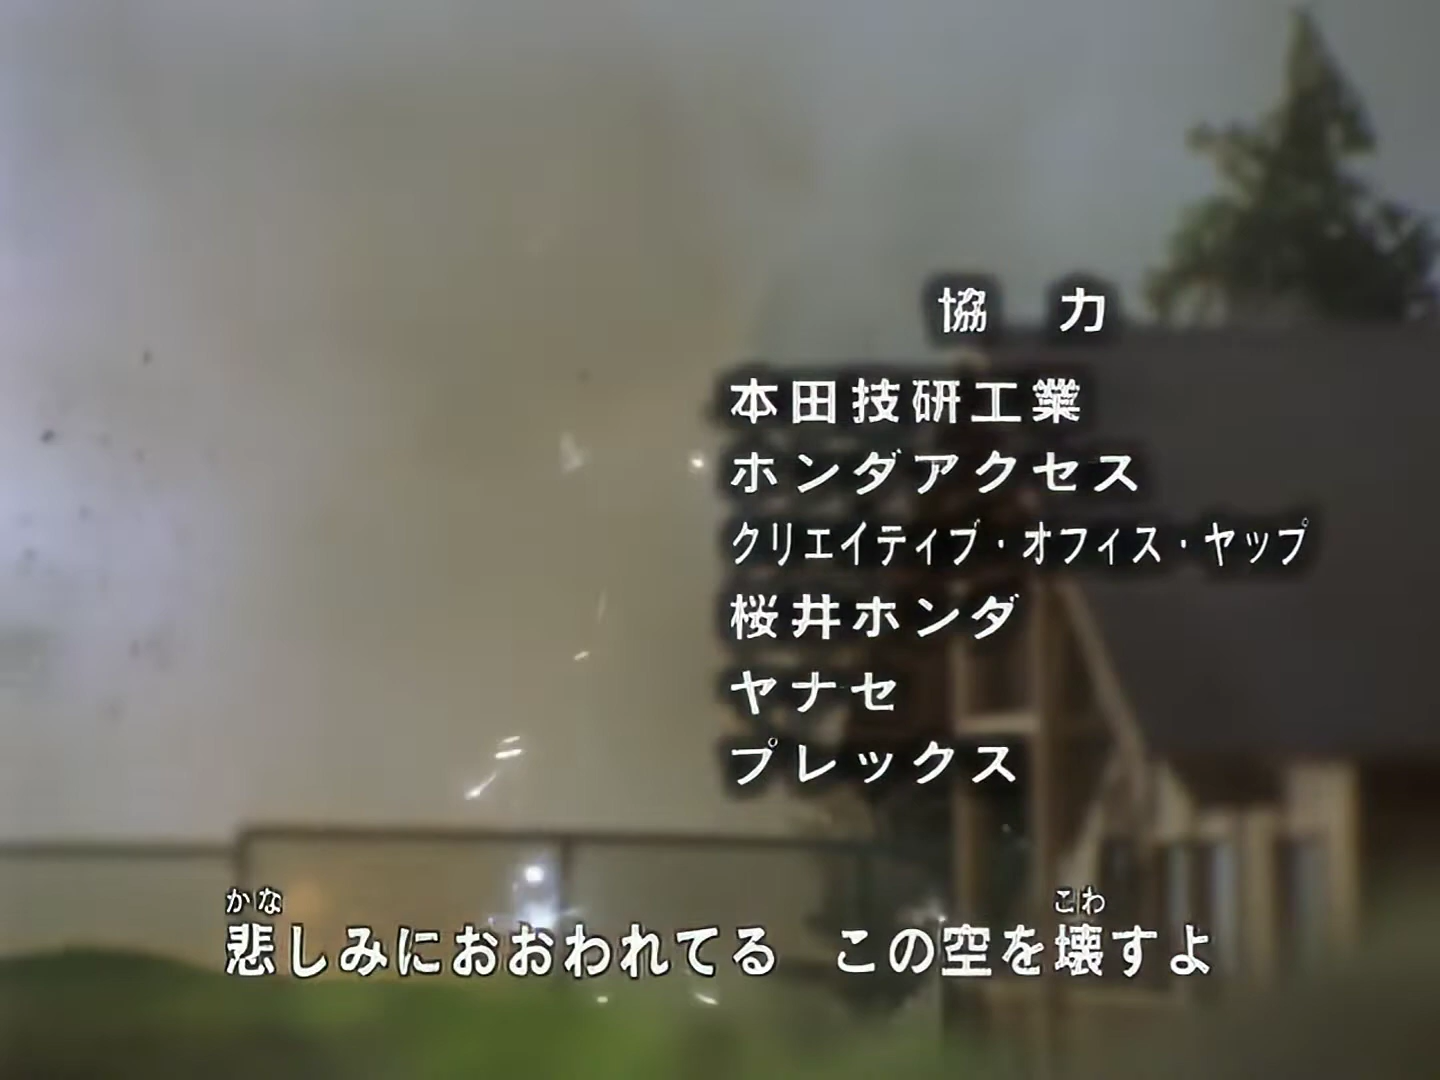 協 力
本田技研工業
ホンダアクセス
クリエイティブ・オフィス・ヤップ
桜井ホンダ
ヤナセ
プレックス
かな こわ
悲しみにおおわれてる この空を壊すよ